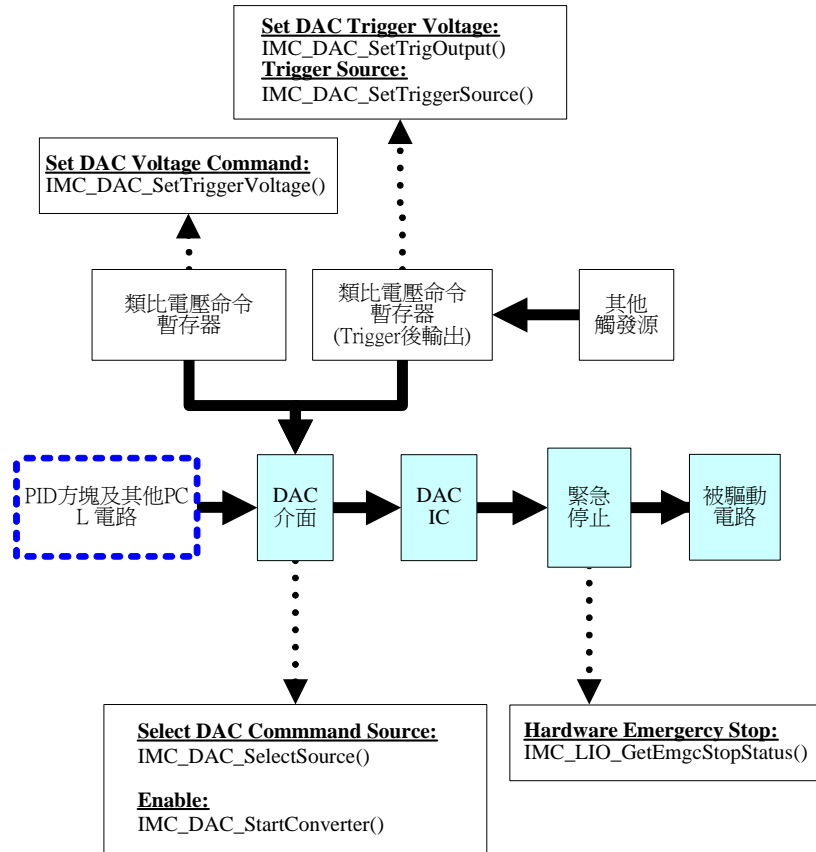 Set DAC Trigger Voltage:
IMC_DAC_SetTrigOutput()
Trigger Source:
IMC_DAC_SetTriggerSource()
Set DAC Voltage Command:
IMC_DAC_SetTriggerVoltage()
類比電壓命令
暫存器
類比電壓命令
暫存器
(Trigger後輸出)
其他
觸發源
PID方塊及其他PC
L 電路
DAC
介面
DAC
IC
緊急
停止
被驅動
電路
Select DAC Commmand Source:
IMC_DAC_SelectSource()
Enable:
IMC_DAC_StartConverter()
Hardware Emergercy Stop:
IMC_LIO_GetEmgcStopStatus()